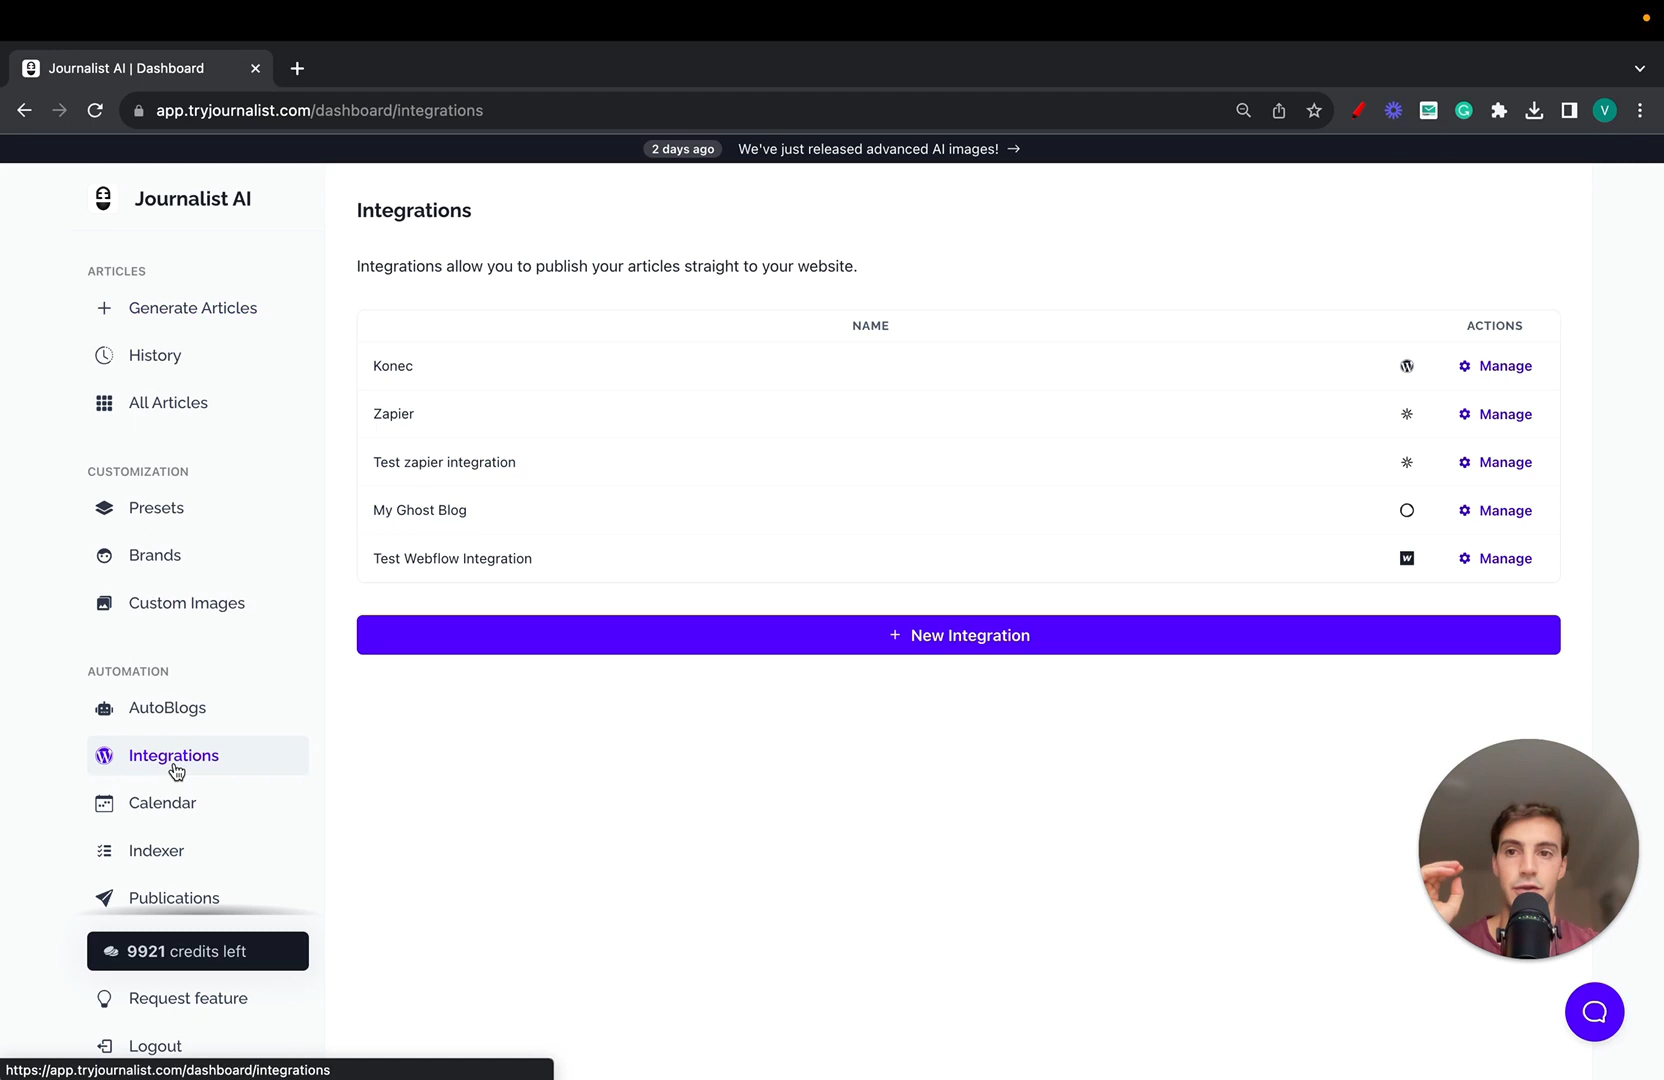 Journalist AI | Dashboard
app.tryjournalist.com/dashboard/integrations
V
2 days ago We've just released advanced AI images! →
Journalist AI
ARTICLES
Generate Articles
History
All Articles
CUSTOMIZATION
Presets
Brands
Custom Images
AUTOMATION
AutoBlogs
Integrations
Calendar
Indexer
Publications
9921 credits left
Request feature
Logout
Integrations
Integrations allow you to publish your articles straight to your website.
NAME ACTIONS
Konec Manage
Zapier Manage
Test zapier integration Manage
My Ghost Blog Manage
Test Webflow Integration Manage
+ New Integration
https://app.tryjournalist.com/dashboard/integrations